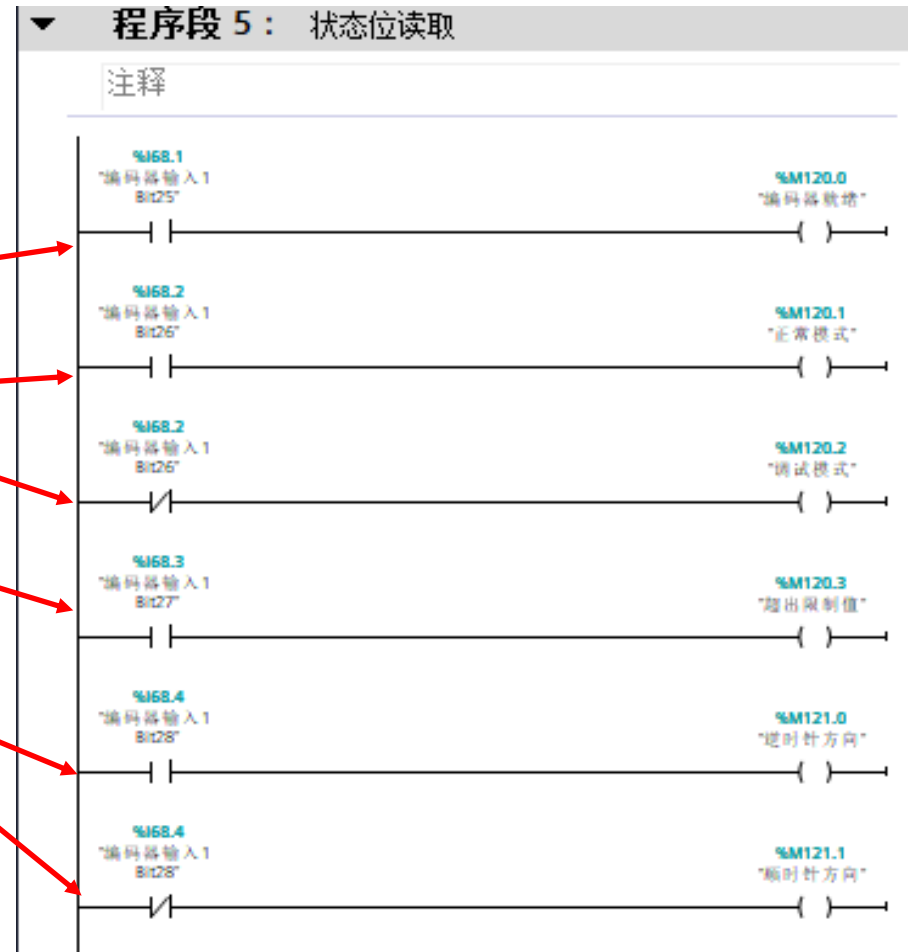 程序段 5： 状态位读取
注释
%I68.1
"编码器输入1
Bit25"
%M120.0
"编码器就绪"
%I68.2
"编码器输入1
Bit26"
%M120.1
"正常模式"
%I68.2
"编码器输入1
Bit26"
%M120.2
"调试模式"
%I68.3
"编码器输入1
Bit27"
%M120.3
"超出限制值"
%I68.4
"编码器输入1
Bit28"
%M121.0
"逆时针方向"
%I68.4
"编码器输入1
Bit28"
%M121.1
"顺时针方向"